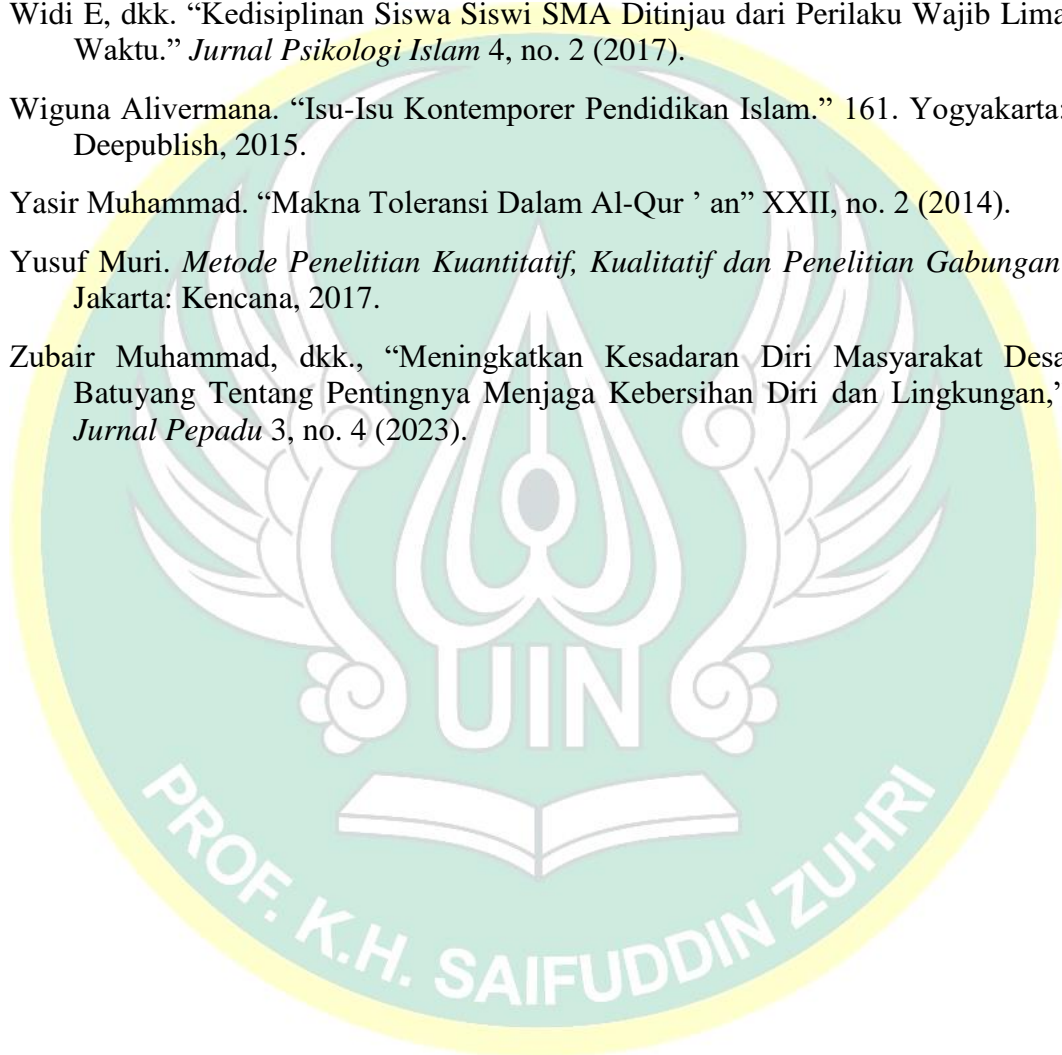 Widi E, dkk. “Kedisiplinan Siswa Siswi SMA Ditinjau dari Perilaku Wajib Lima
Waktu.” Jurnal Psikologi Islam 4, no. 2 (2017).
Wiguna Alivermana. “Isu-Isu Kontemporer Pendidikan Islam.” 161. Yogyakarta:
Deepublish, 2015.
Yasir Muhammad. “Makna Toleransi Dalam Al-Qur ’ an” XXII, no. 2 (2014).
Yusuf Muri. Metode Penelitian Kuantitatif, Kualitatif dan Penelitian Gabungan
Jakarta: Kencana, 2017.
Zubair Muhammad, dkk., “Meningkatkan Kesadaran Diri Masyarakat Desa
Batuyang Tentang Pentingnya Menjaga Kebersihan Diri dan Lingkungan,”
Jurnal Pepadu 3, no. 4 (2023).
UIN
PROF. K.H. SAIFUDDIN ZUHRI